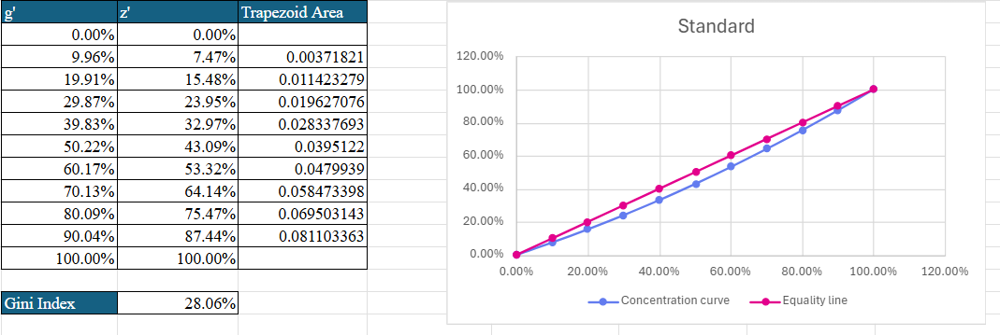 g' z' Trapezoid Area
0.00% 0.00%
9.96% 7.47% 0.00371821
19.91% 15.48% 0.011423279
29.87% 23.95% 0.019627076
39.83% 32.97% 0.028337693
50.22% 43.09% 0.0395122
60.17% 53.32% 0.0479939
70.13% 64.14% 0.058473398
80.09% 75.47% 0.069503143
90.04% 87.44% 0.081103363
100.00% 100.00%
Gini Index 28.06%
Standard
120.00%
100.00%
80.00%
60.00%
40.00%
20.00%
0.00%
0.00% 20.00% 40.00% 60.00% 80.00% 100.00% 120.00%
Concentration curve Equality line